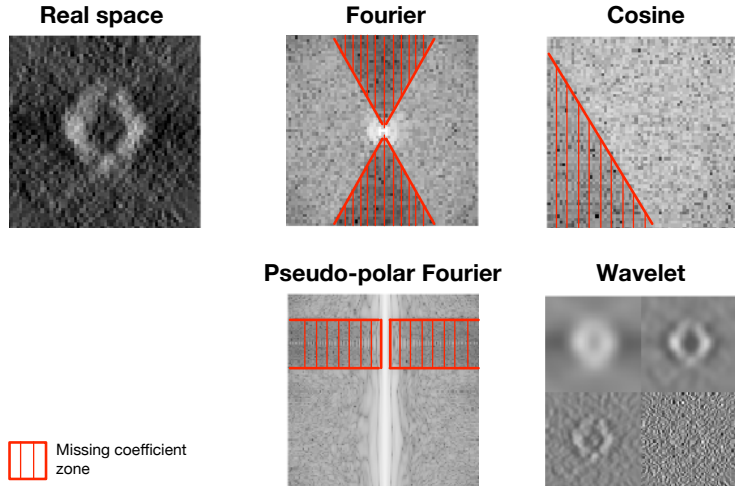 Real space
Fourier
Cosine
Pseudo-polar Fourier
Wavelet
Missing coefficient
zone